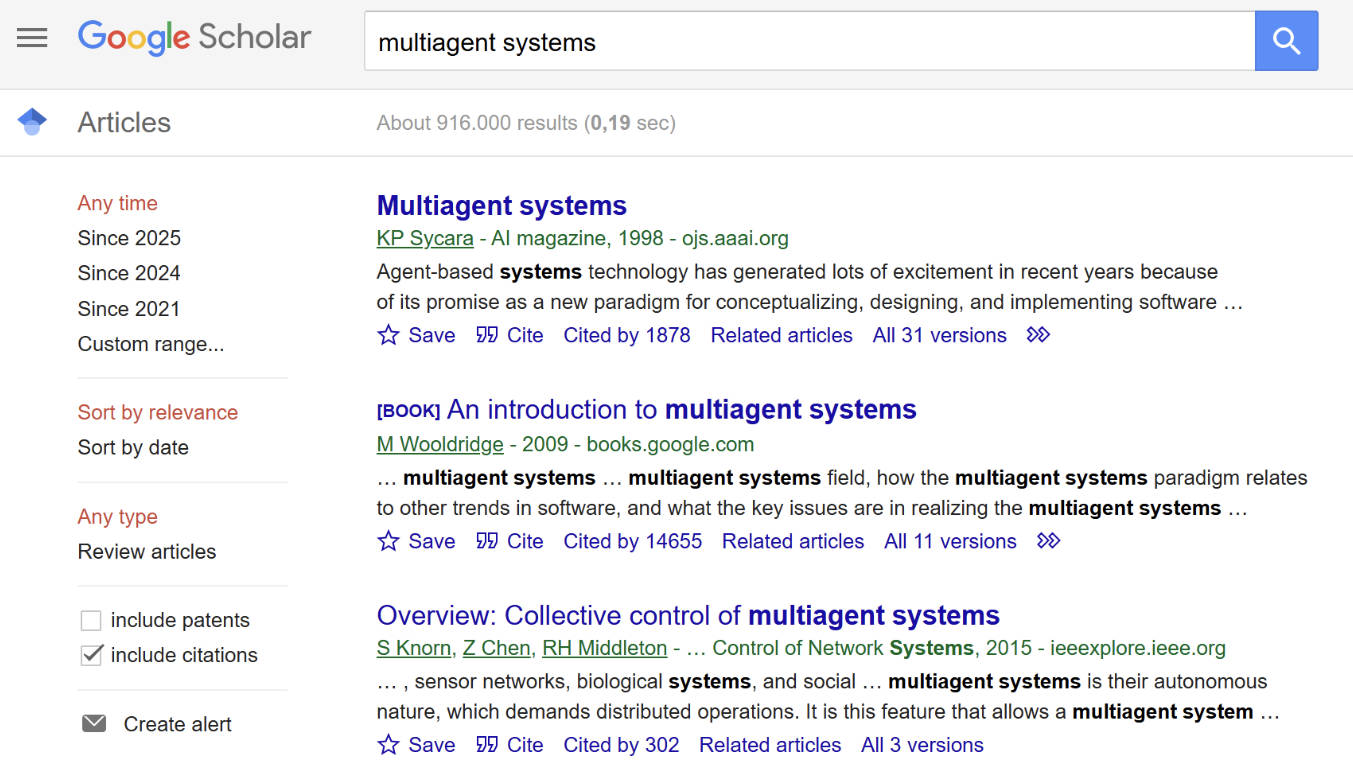 Google Scholar
multiagent systems
Articles
About 916.000 results (0,19 sec)
Any time
Since 2025
Since 2024
Since 2021
Custom range...
Sort by relevance
Sort by date
Any type
Review articles
include patents
include citations
Create alert
Multiagent systems
KP Sycara - AI magazine, 1998 - ojs.aaai.org
Agent-based systems technology has generated lots of excitement in recent years because
of its promise as a new paradigm for conceptualizing, designing, and implementing software …
Save Cite Cited by 1878 Related articles All 31 versions
[BOOK] An introduction to multiagent systems
M Wooldridge - 2009 - books.google.com
… multiagent systems … multiagent systems field, how the multiagent systems paradigm relates
to other trends in software, and what the key issues are in realizing the multiagent systems …
Save Cite Cited by 14655 Related articles All 11 versions
Overview: Collective control of multiagent systems
S Knorn, Z Chen, RH Middleton - … Control of Network Systems, 2015 - ieeexplore.ieee.org
… , sensor networks, biological systems, and social … multiagent systems is their autonomous
nature, which demands distributed operations. It is this feature that allows a multiagent system …
Save Cite Cited by 302 Related articles All 3 versions